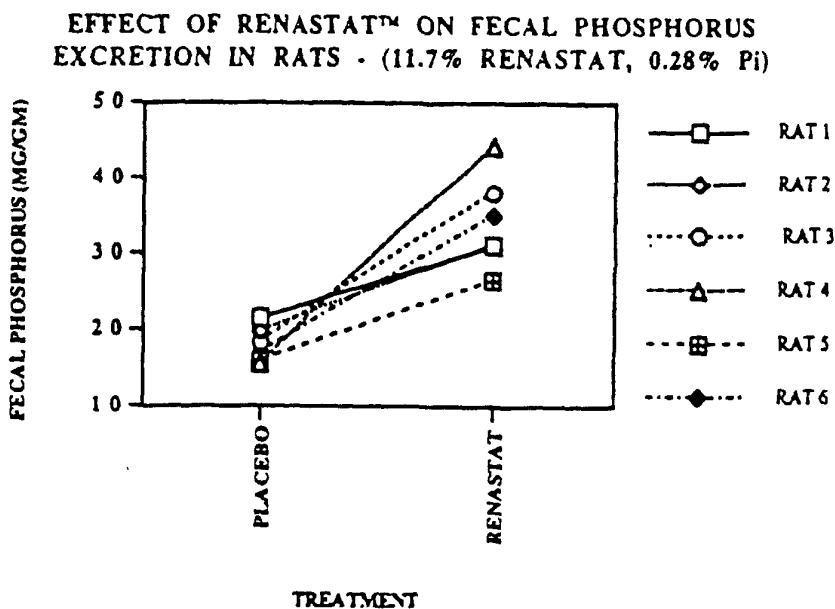 EFFECT OF RENASTAT™ ON FECAL PHOSPHORUS
EXCRETION IN RATS - (11.7% RENASTAT, 0.28% Pi)
FECAL PHOSPHORUS (MG/GM)
50
40
30
20
10
PLACEBO
RENASTAT
TREATMENT
RAT 1
RAT 2
RAT 3
RAT 4
RAT 5
RAT 6